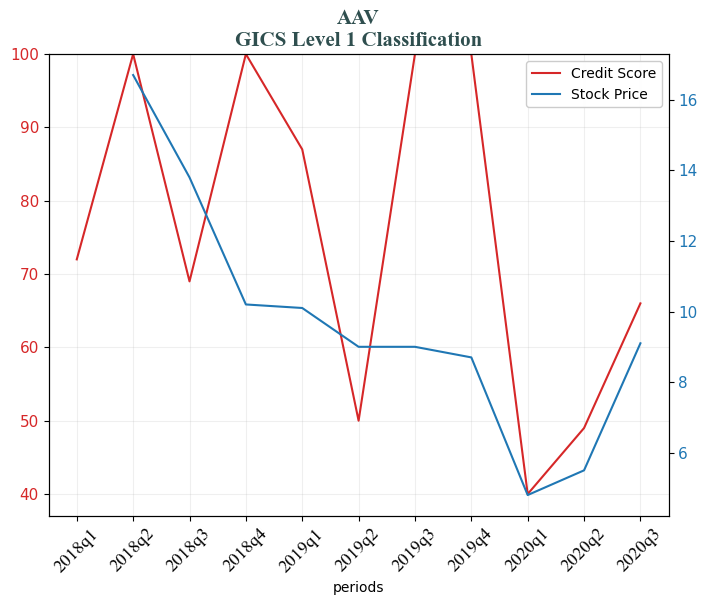 AAV
GICS Level 1 Classification
Credit Score
Stock Price
100
90
80
70
60
50
40
16
14
12
10
8
6
2018q1
2018q2
2018q3
2018q4
2019q1
2019q2
2019q3
2019q4
2020q1
2020q2
2020q3
periods